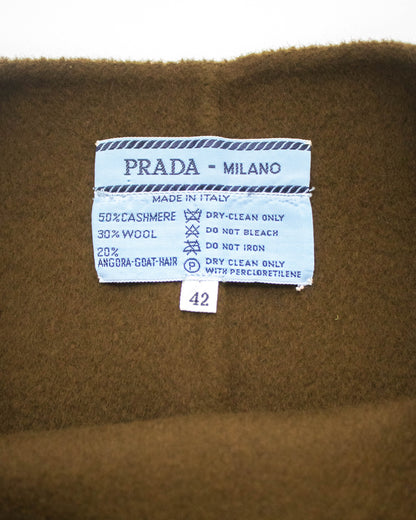 PRADA - MILANO
MADE IN ITALY
50% CASHMERE DRY-CLEAN ONLY
30% WOOL DO NOT BLEACH
20% DO NOT IRON
ANGORA-GOAT-HAIR P DRY CLEAN ONLY
WITH PERCLORETILENE
42